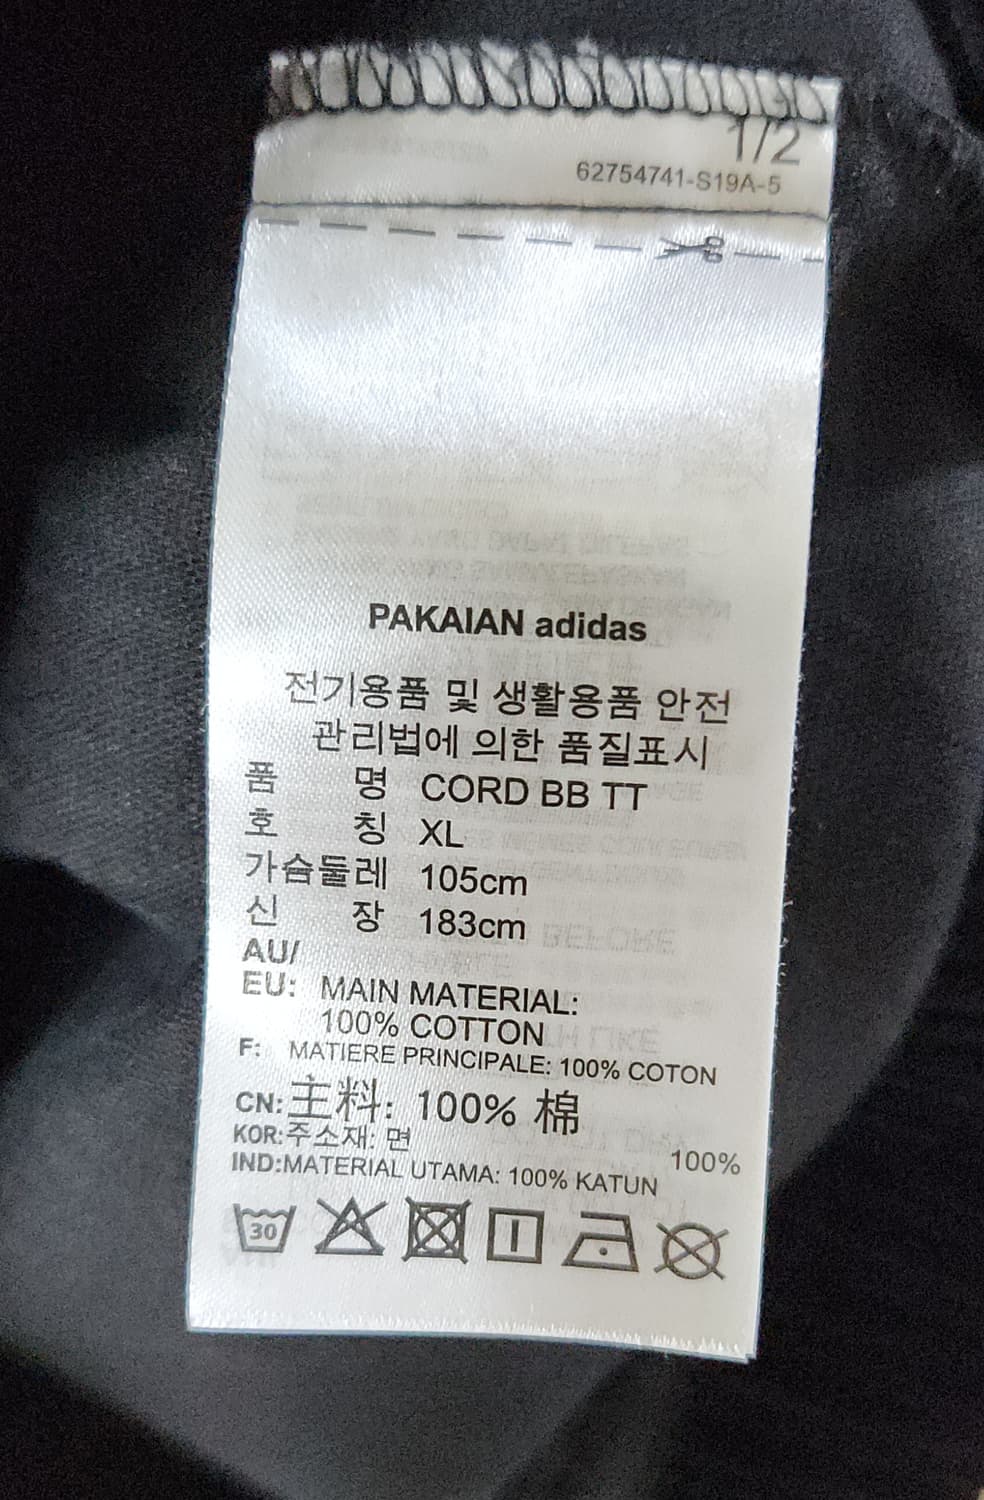 1/2
62754741-S19A-5
PAKAIAN adidas
전기용품 및 생활용품 안전
관리법에 의한 품질표시
품 명 CORD BB TT
호 칭 XL
가슴둘레 105cm
신 장 183cm
AU/
EU: MAIN MATERIAL:
100% COTTON
F: MATIERE PRINCIPALE: 100% COTON
CN: 主料: 100% 棉
KOR:주소재: 면 100%
IND:MATERIAL UTAMA: 100% KATUN
30